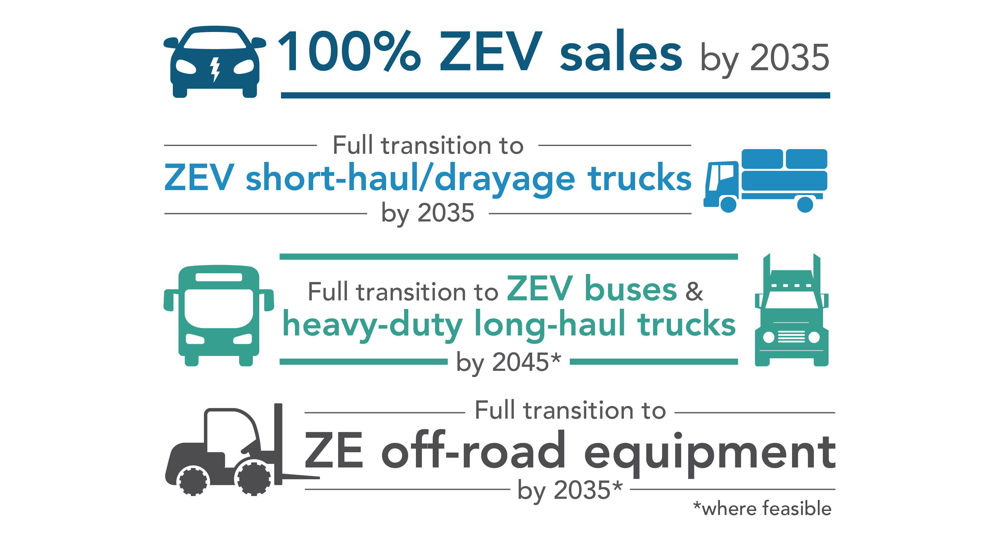 100% ZEV sales by 2035
Full transition to
ZEV short-haul/drayage trucks
by 2035
Full transition to ZEV buses &
heavy-duty long-haul trucks
by 2045*
Full transition to
ZE off-road equipment
by 2035*
*where feasible